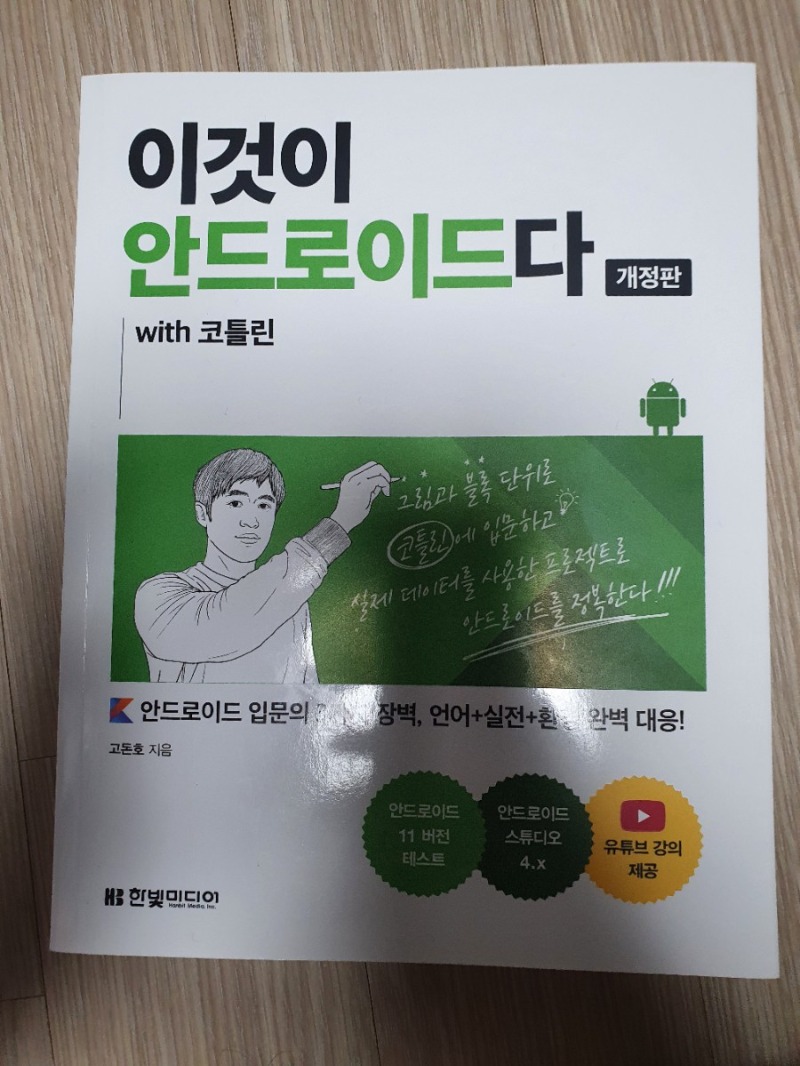 이것이
안드로이드다 개정판
with 코틀린
그림과 블록 단위로
코틀린에 입문하고
실제 데이터를 사용한 프로젝트로
안드로이드를 정복한다!!!
안드로이드 입문의 장벽, 언어+실전+환경 완벽 대응!
고돈호 지음
안드로이드
11 버전
테스트
안드로이드
스튜디오
4.x
유튜브 강의
제공
HB 한빛미디어
Hanbit Media, Inc.